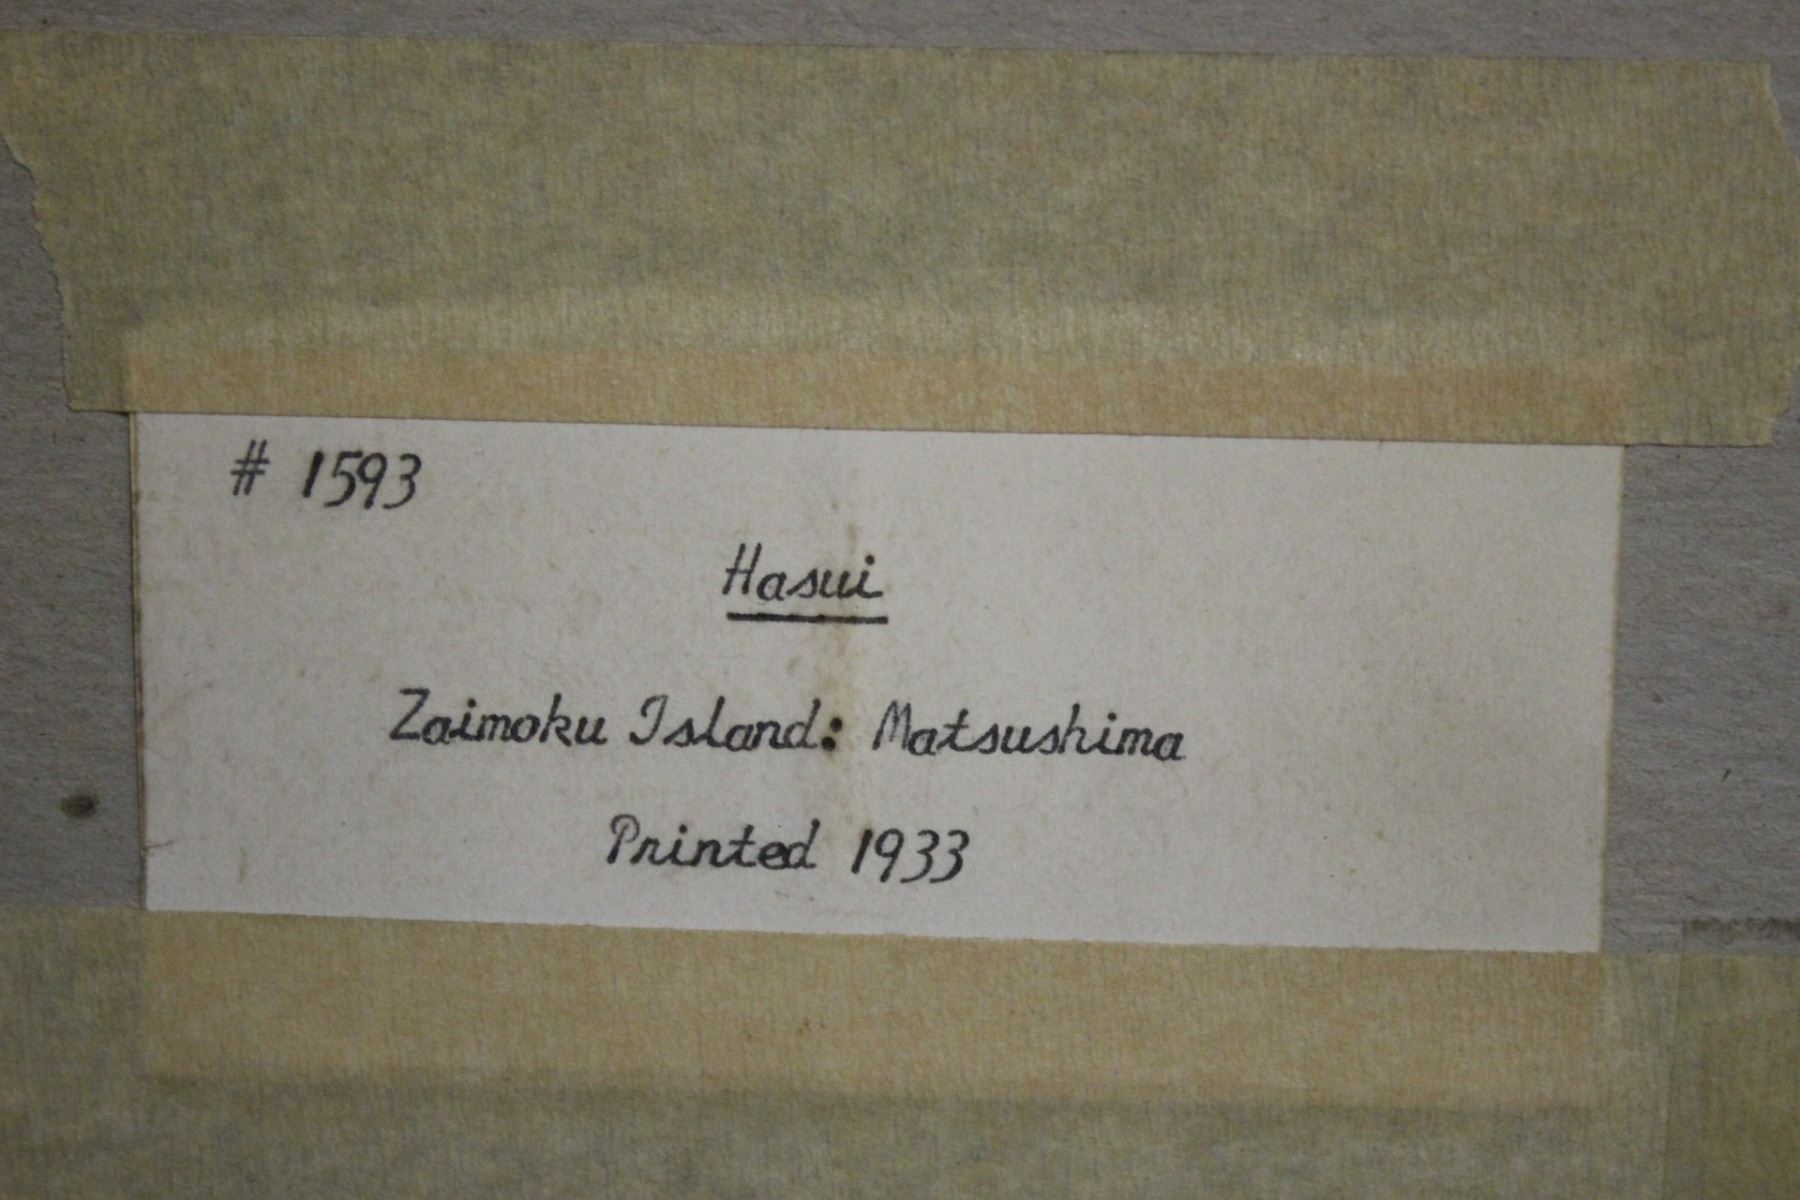 # 1593
Hasui
Zaimoku Island: Matsushima
Printed 1933